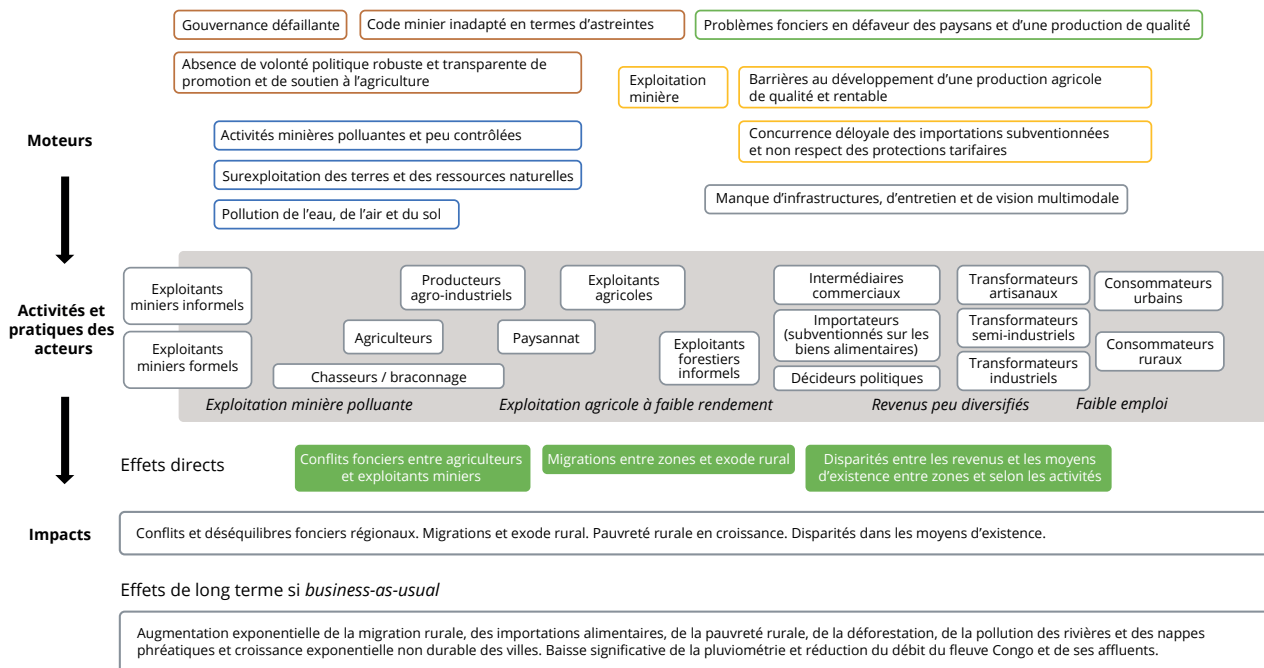 Gouvernance défaillante
Code minier inadapté en termes d'astreintes
Problèmes fonciers en défaveur des paysans et d'une production de qualité
Absence de volonté politique robuste et transparente de
promotion et de soutien à l'agriculture
Exploitation
minière
Barrières au développement d'une production agricole
de qualité et rentable
Moteurs
Activités minières polluantes et peu contrôlées
Concurrence déloyale des importations subventionnées
et non respect des protections tarifaires
Surexploitation des terres et des ressources naturelles
Manque d'infrastructures, d'entretien et de vision multimodale
Pollution de l'eau, de l'air et du sol
Activités et
pratiques des
acteurs
Exploitants
miniers informels
Exploitants
miniers formels
Producteurs
agro-industriels
Exploitants
agricoles
Agriculteurs
Paysannat
Chasseurs / braconnage
Exploitants
forestiers
informels
Intermédiaires
commerciaux
Importateurs
(subventionnés sur les
biens alimentaires)
Décideurs politiques
Transformateurs
artisanaux
Transformateurs
semi-industriels
Transformateurs
industriels
Consommateurs
urbains
Consommateurs
ruraux
Exploitation minière polluante
Exploitation agricole à faible rendement
Revenus peu diversifiés
Faible emploi
Effets directs
Conflits fonciers entre agriculteurs
et exploitants miniers
Migrations entre zones et exode rural
Disparités entre les revenus et les moyens
d'existence entre zones et selon les activités
Impacts
Conflits et déséquilibres fonciers régionaux. Migrations et exode rural. Pauvreté rurale en croissance. Disparités dans les moyens d'existence.
Effets de long terme si business-as-usual
Augmentation exponentielle de la migration rurale, des importations alimentaires, de la pauvreté rurale, de la déforestation, de la pollution des rivières et des nappes
phréatiques et croissance exponentielle non durable des villes. Baisse significative de la pluviométrie et réduction du débit du fleuve Congo et de ses affluents.